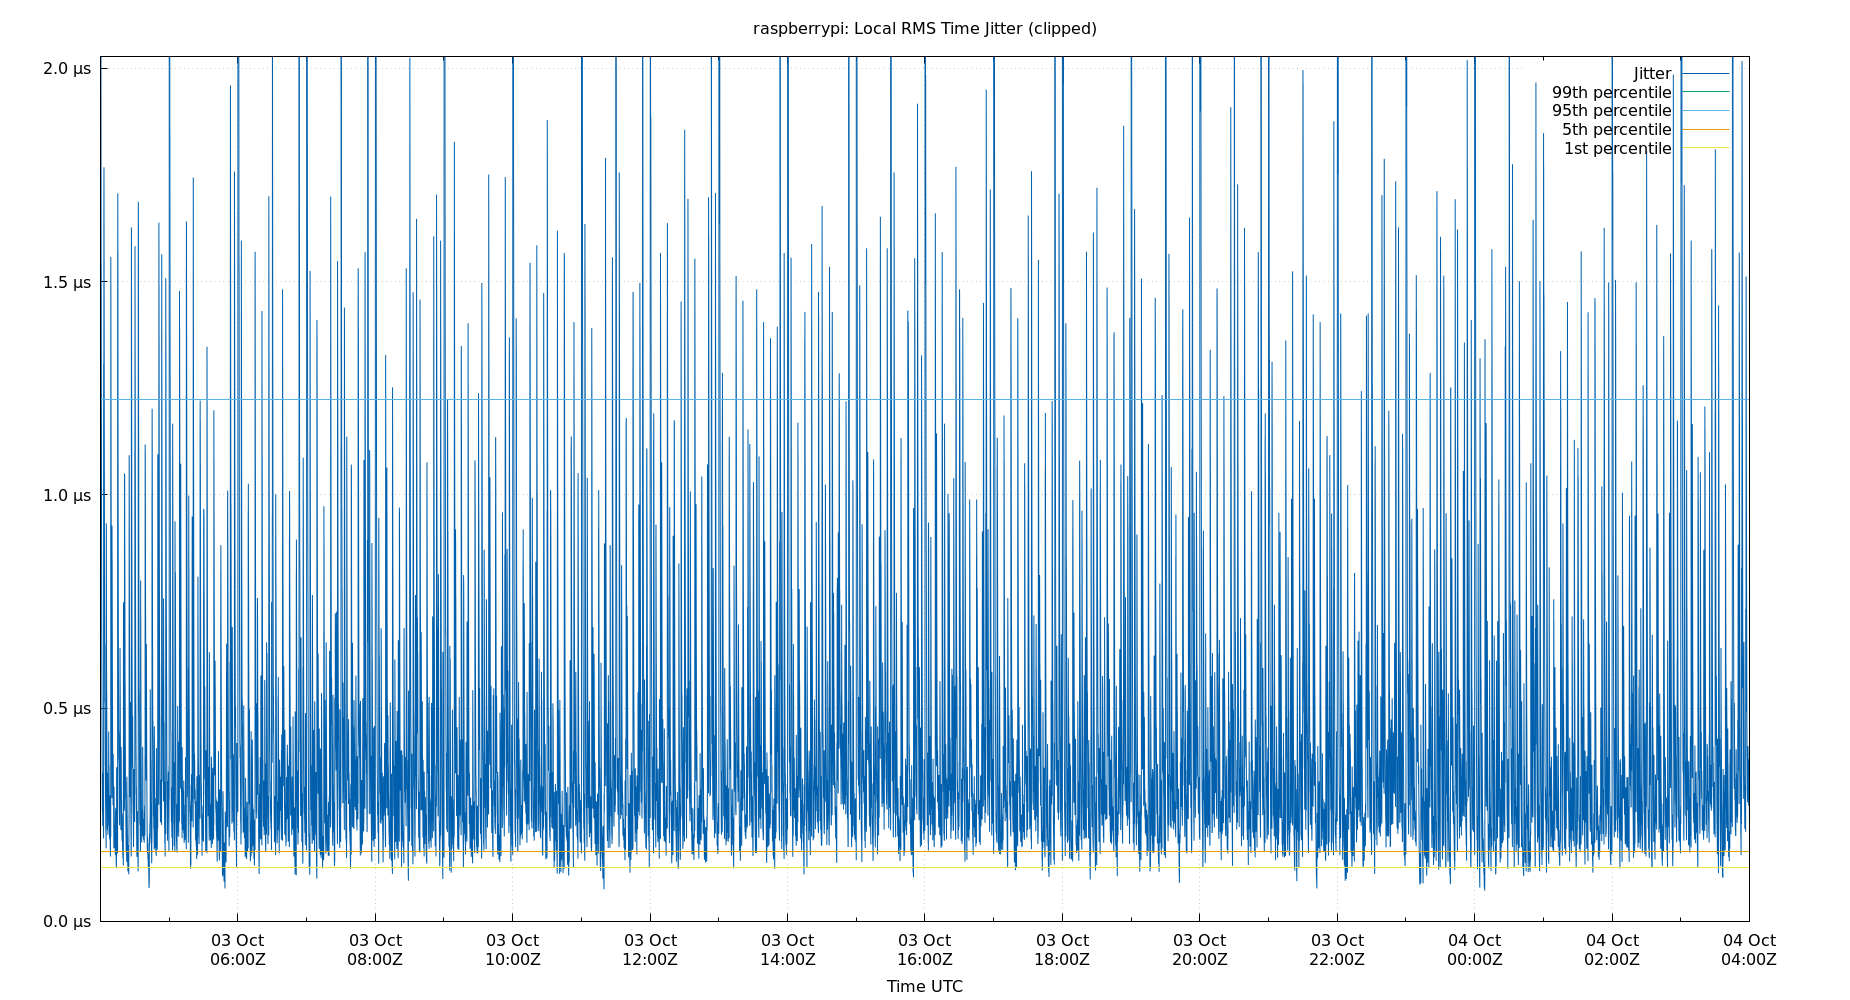 raspberrypi: Local RMS Time Jitter (clipped)
2.0 µs
1.5 µs
1.0 µs
0.5 µs
0.0 µs
Jitter
99th percentile
95th percentile
5th percentile
1st percentile
03 Oct 03 Oct 03 Oct 03 Oct 03 Oct 03 Oct 03 Oct 03 Oct 03 Oct 04 Oct 04 Oct 04 Oct
06:00Z 08:00Z 10:00Z 12:00Z 14:00Z 16:00Z 18:00Z 20:00Z 22:00Z 00:00Z 02:00Z 04:00Z
Time UTC